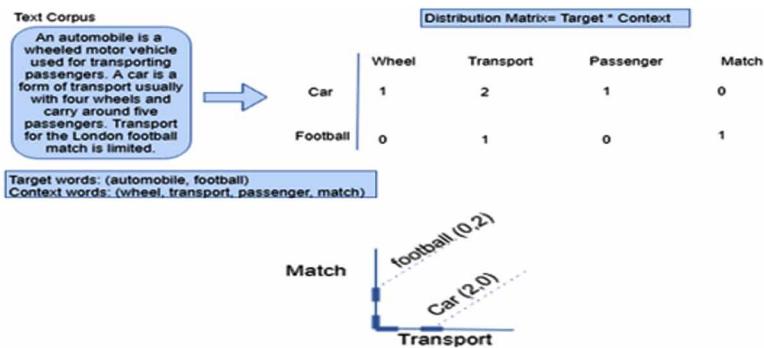 Text Corpus
An automobile is a
wheeled motor vehicle
used for transporting
passengers. A car is a
form of transport usually
with four wheels and
carry around five
passengers. Transport
for the London football
match is limited.
Distribution Matrix= Target * Context
Wheel Transport Passenger Match
Car 1 2 1 0
Football 0 1 0 1
Target words: (automobile, football)
Context words: (wheel, transport, passenger, match)
football (0,2)
Match
Car (2,0)
Transport